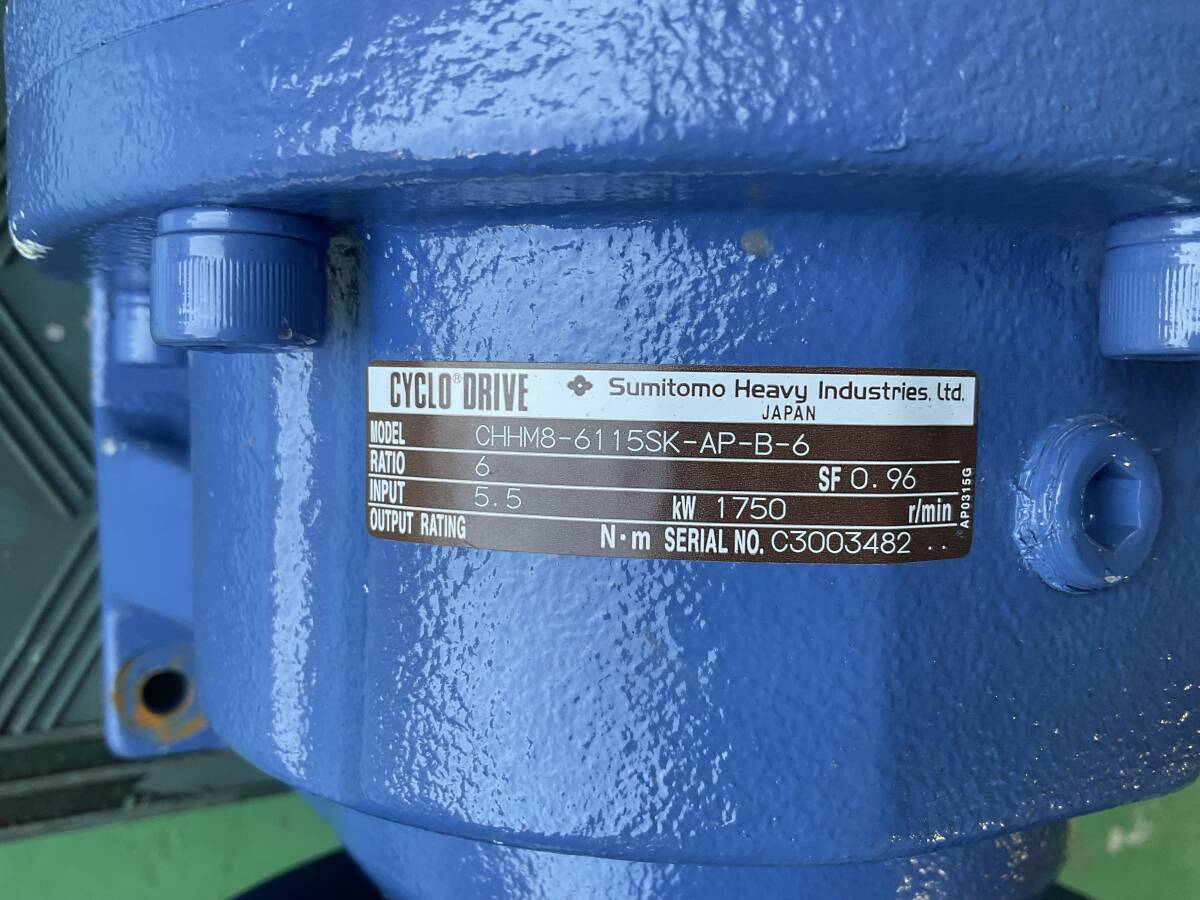 CYCLO® DRIVE Sumitomo Heavy Industries, Ltd.
JAPAN
MODEL CHHM8-6115SK-AP-B-6
RATIO 6 SF 0.96
INPUT 5.5 kW 1750 r/min
OUTPUT RATING N・m SERIAL NO. C3003482 ..
AP0315G